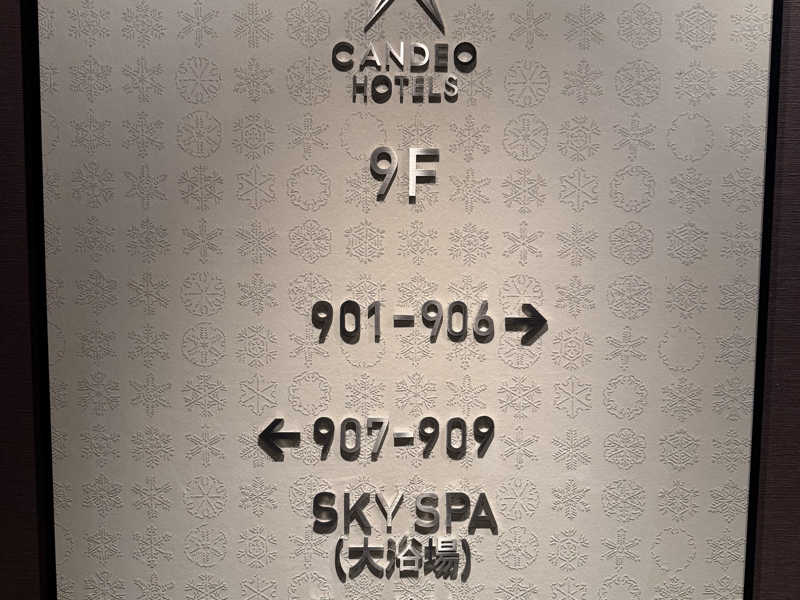 CANDEO
HOTELS
9F
901-906 →
← 907-909
SKY SPA
(大浴場)